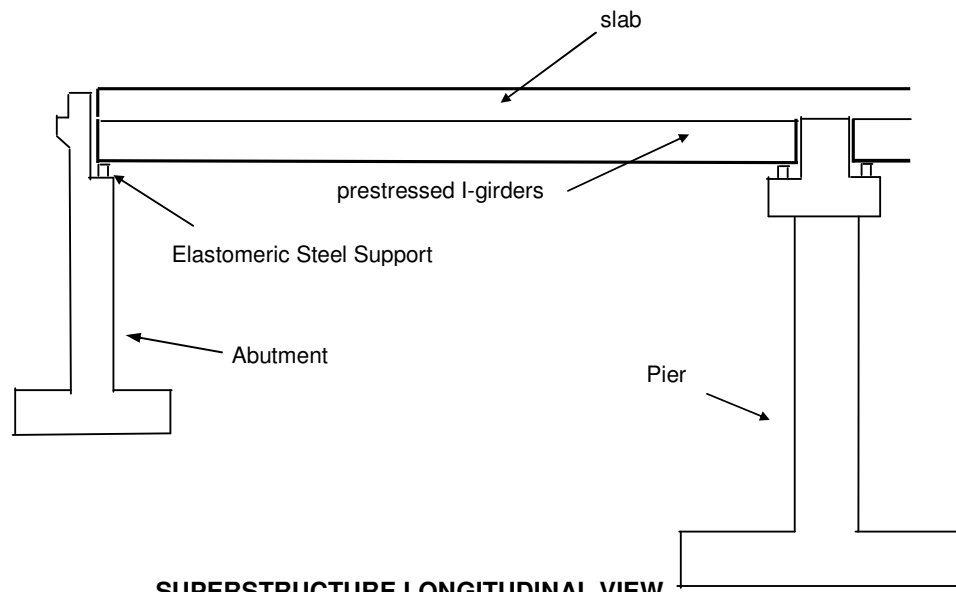 slab
prestressed I-girders
Elastomeric Steel Support
Abutment
Pier
SUPERSTRUCTURE LONGITUDINAL VIEW